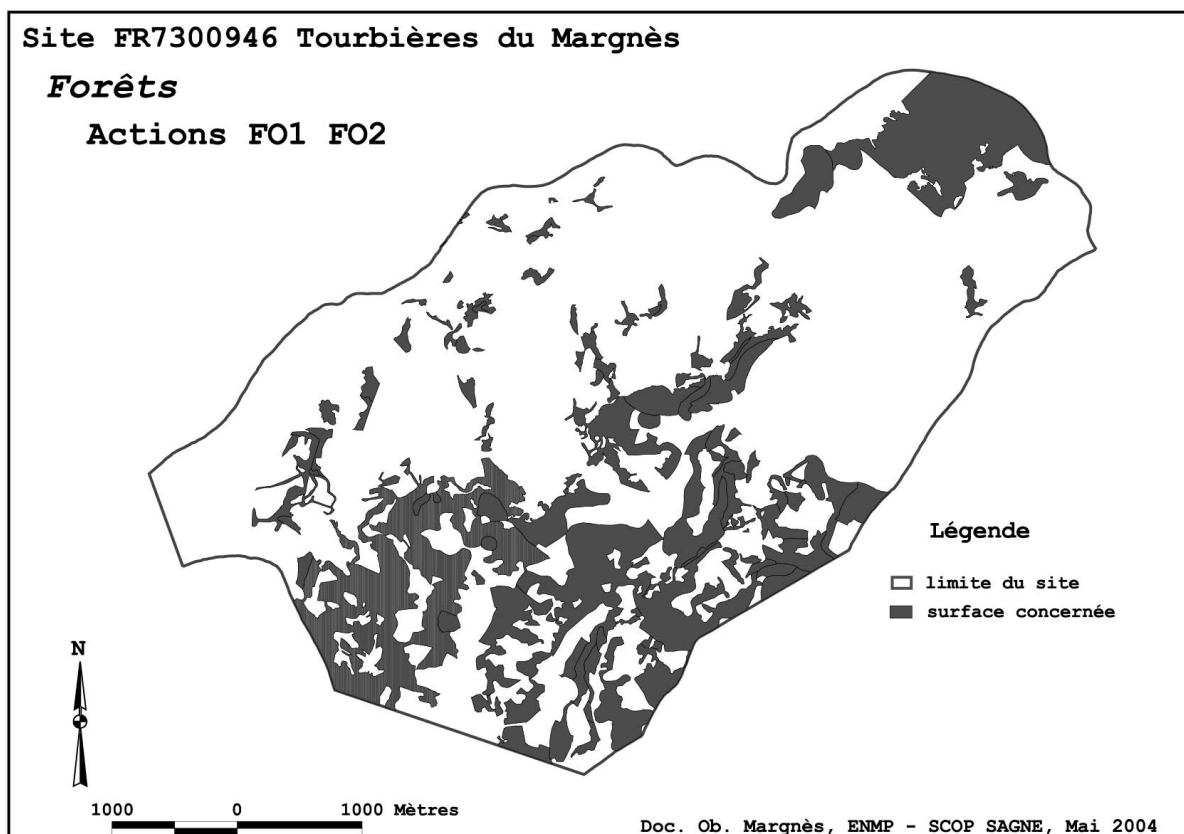 Site FR7300946 Tourbières du Margnès
Forêts
Actions FO1 FO2
Légende
limite du site
surface concernée
N
1000 0 1000 Mètres
Doc. Ob. Margnès, ENMP - SCOP SAGNE, Mai 2004